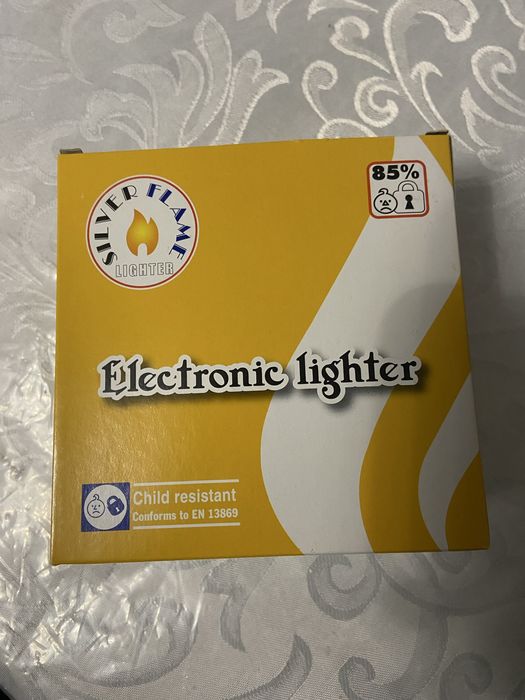 SILVER FLAME
LIGHTER
85%
Electronic lighter
Child resistant
Conforms to EN 13869